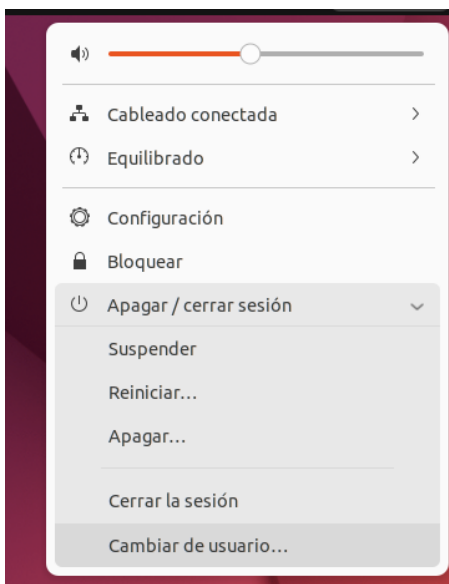 Cableado conectada
Equilibrado
Configuración
Bloquear
Apagar / cerrar sesión
Suspender
Reiniciar...
Apagar...
Cerrar la sesión
Cambiar de usuario...